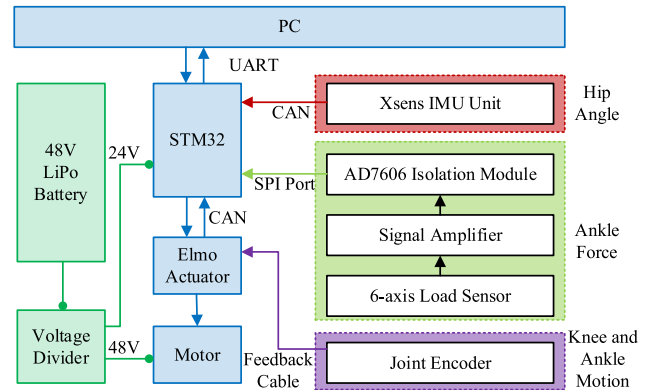 PC
UART
48V
LiPo
Battery
24V
STM32
CAN
Xsens IMU Unit
Hip
Angle
SPI Port
AD7606 Isolation Module
Signal Amplifier
6-axis Load Sensor
Ankle
Force
CAN
Elmo
Actuator
Voltage
Divider
48V
Motor
Feedback
Cable
Joint Encoder
Knee and
Ankle
Motion